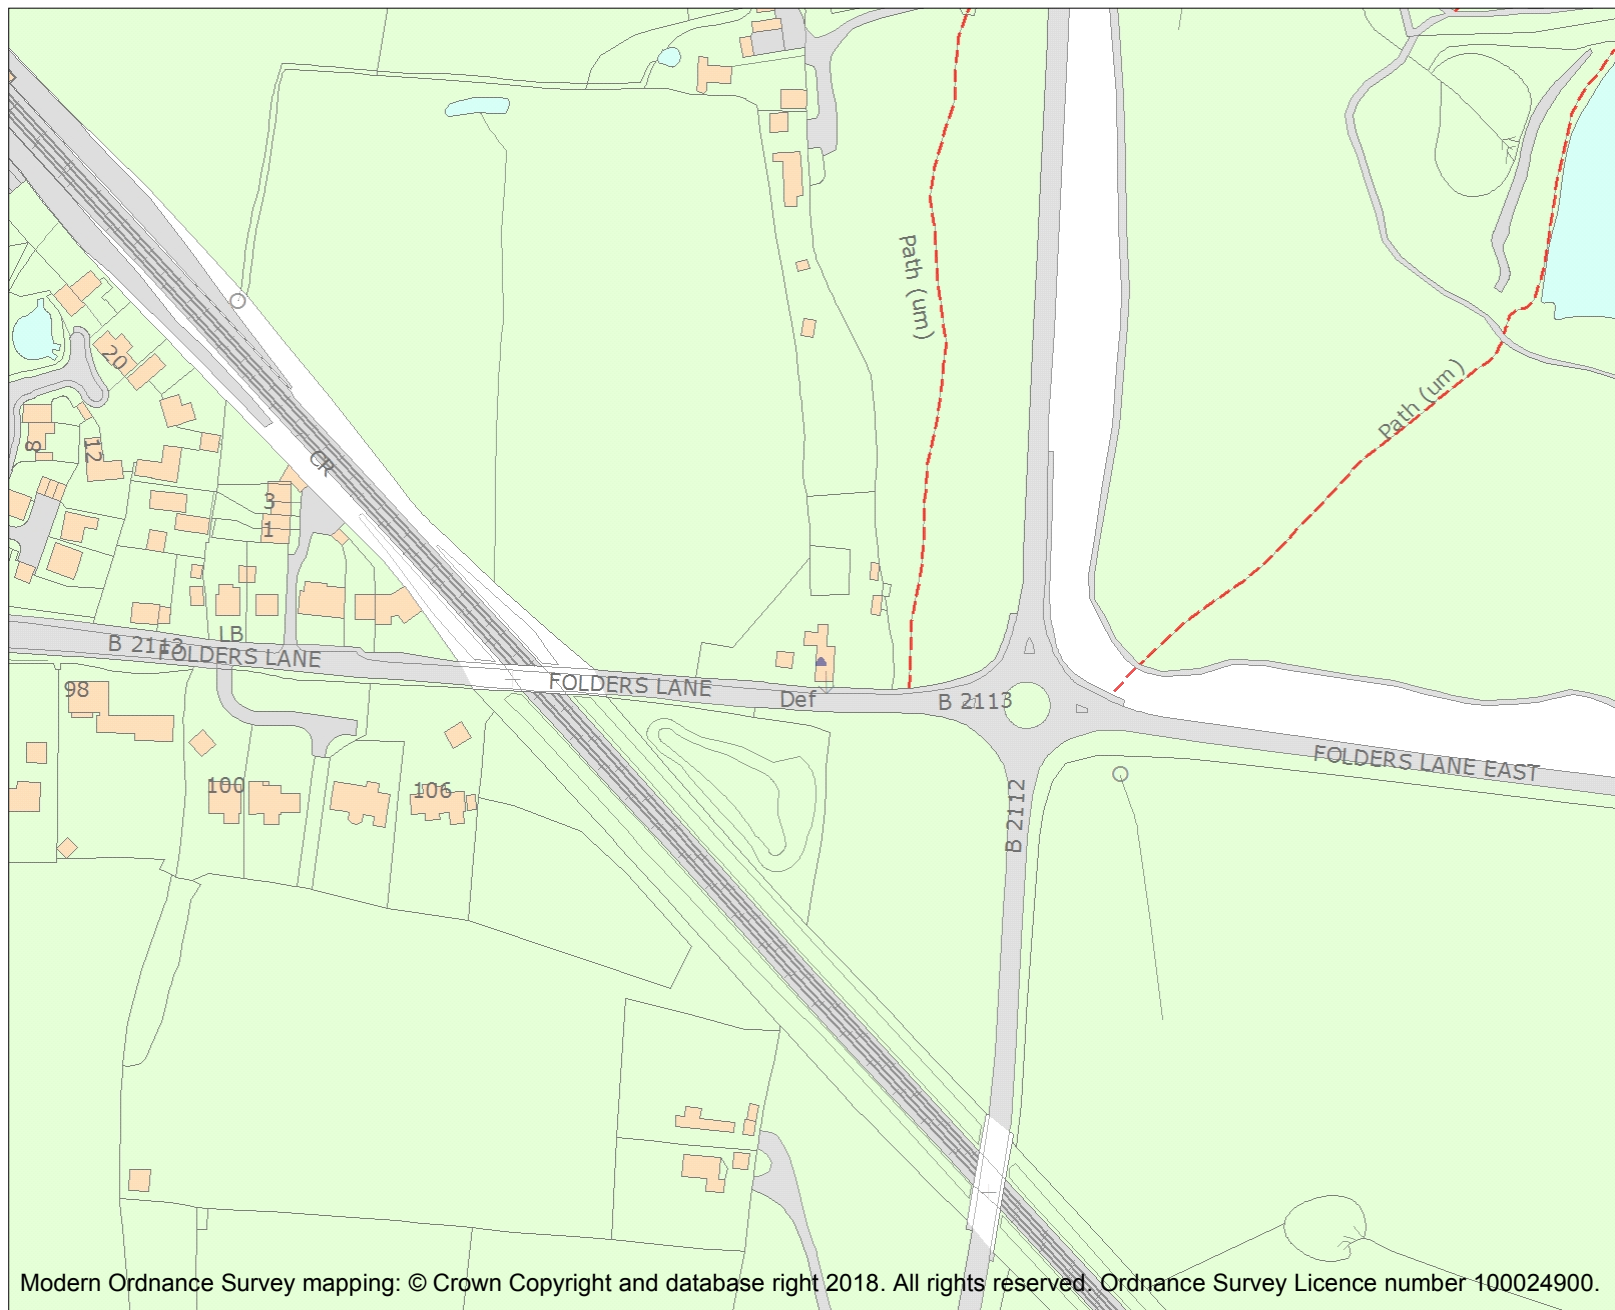 Path (um)
20
Path (um)
8
12
CR
3
1
LB
B 2113
FOLDERS LANE
98
FOLDERS LANE
Def
B 2113
FOLDERS LANE EAST
100
106
B 2112
Modern Ordnance Survey mapping: © Crown Copyright and database right 2018. All rights reserved. Ordnance Survey Licence number 100024900.